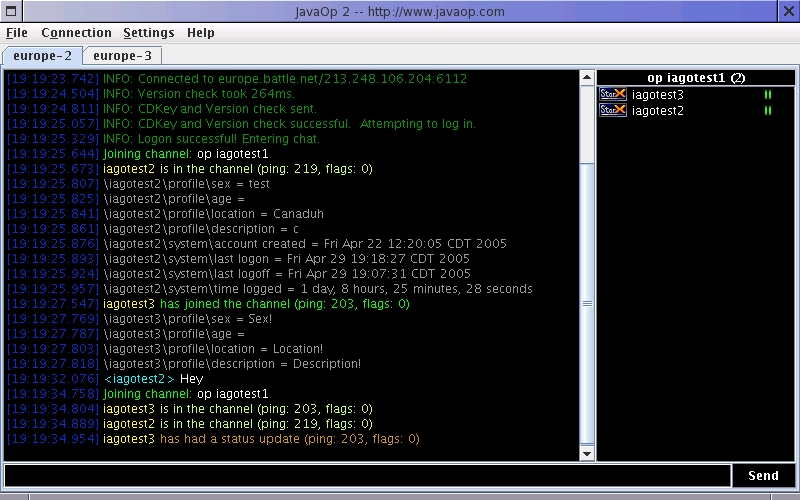 JavaOp 2 -- http://www.javaop.com
File Connection Settings Help
europe-2 europe-3
[19:19:23.742] INFO: Connected to europe.battle.net/213.248.106.204:6112
[19:19:24.504] INFO: Version check took 264ms.
[19:19:24.811] INFO: CDKey and Version check sent.
[19:19:25.057] INFO: CDKey and Version check successful.  Attempting to log in.
[19:19:25.329] INFO: Logon successful! Entering chat.
[19:19:25.644] Joining channel: op iagotest1
[19:19:25.673] iagotest2 is in the channel (ping: 219, flags: 0)
[19:19:25.807] \iagotest2\profile\sex = test
[19:19:25.825] \iagotest2\profile\age =
[19:19:25.841] \iagotest2\profile\location = Canaduh
[19:19:25.861] \iagotest2\profile\description = c
[19:19:25.876] \iagotest2\system\account created = Fri Apr 22 12:20:05 CDT 2005
[19:19:25.893] \iagotest2\system\last logon = Fri Apr 29 19:18:27 CDT 2005
[19:19:25.924] \iagotest2\system\last logoff = Fri Apr 29 19:07:31 CDT 2005
[19:19:25.957] \iagotest2\system\time logged = 1 day, 8 hours, 25 minutes, 28 seconds
[19:19:27.547] iagotest3 has joined the channel (ping: 203, flags: 0)
[19:19:27.769] \iagotest3\profile\sex = Sex!
[19:19:27.787] \iagotest3\profile\age =
[19:19:27.803] \iagotest3\profile\location = Location!
[19:19:27.818] \iagotest3\profile\description = Description!
[19:19:32.076] <iagotest2> Hey
[19:19:34.758] Joining channel: op iagotest1
[19:19:34.804] iagotest3 is in the channel (ping: 203, flags: 0)
[19:19:34.889] iagotest2 is in the channel (ping: 219, flags: 0)
[19:19:34.954] iagotest3 has had a status update (ping: 203, flags: 0)
op iagotest1 (2)
StarX iagotest3
StarX iagotest2
Send